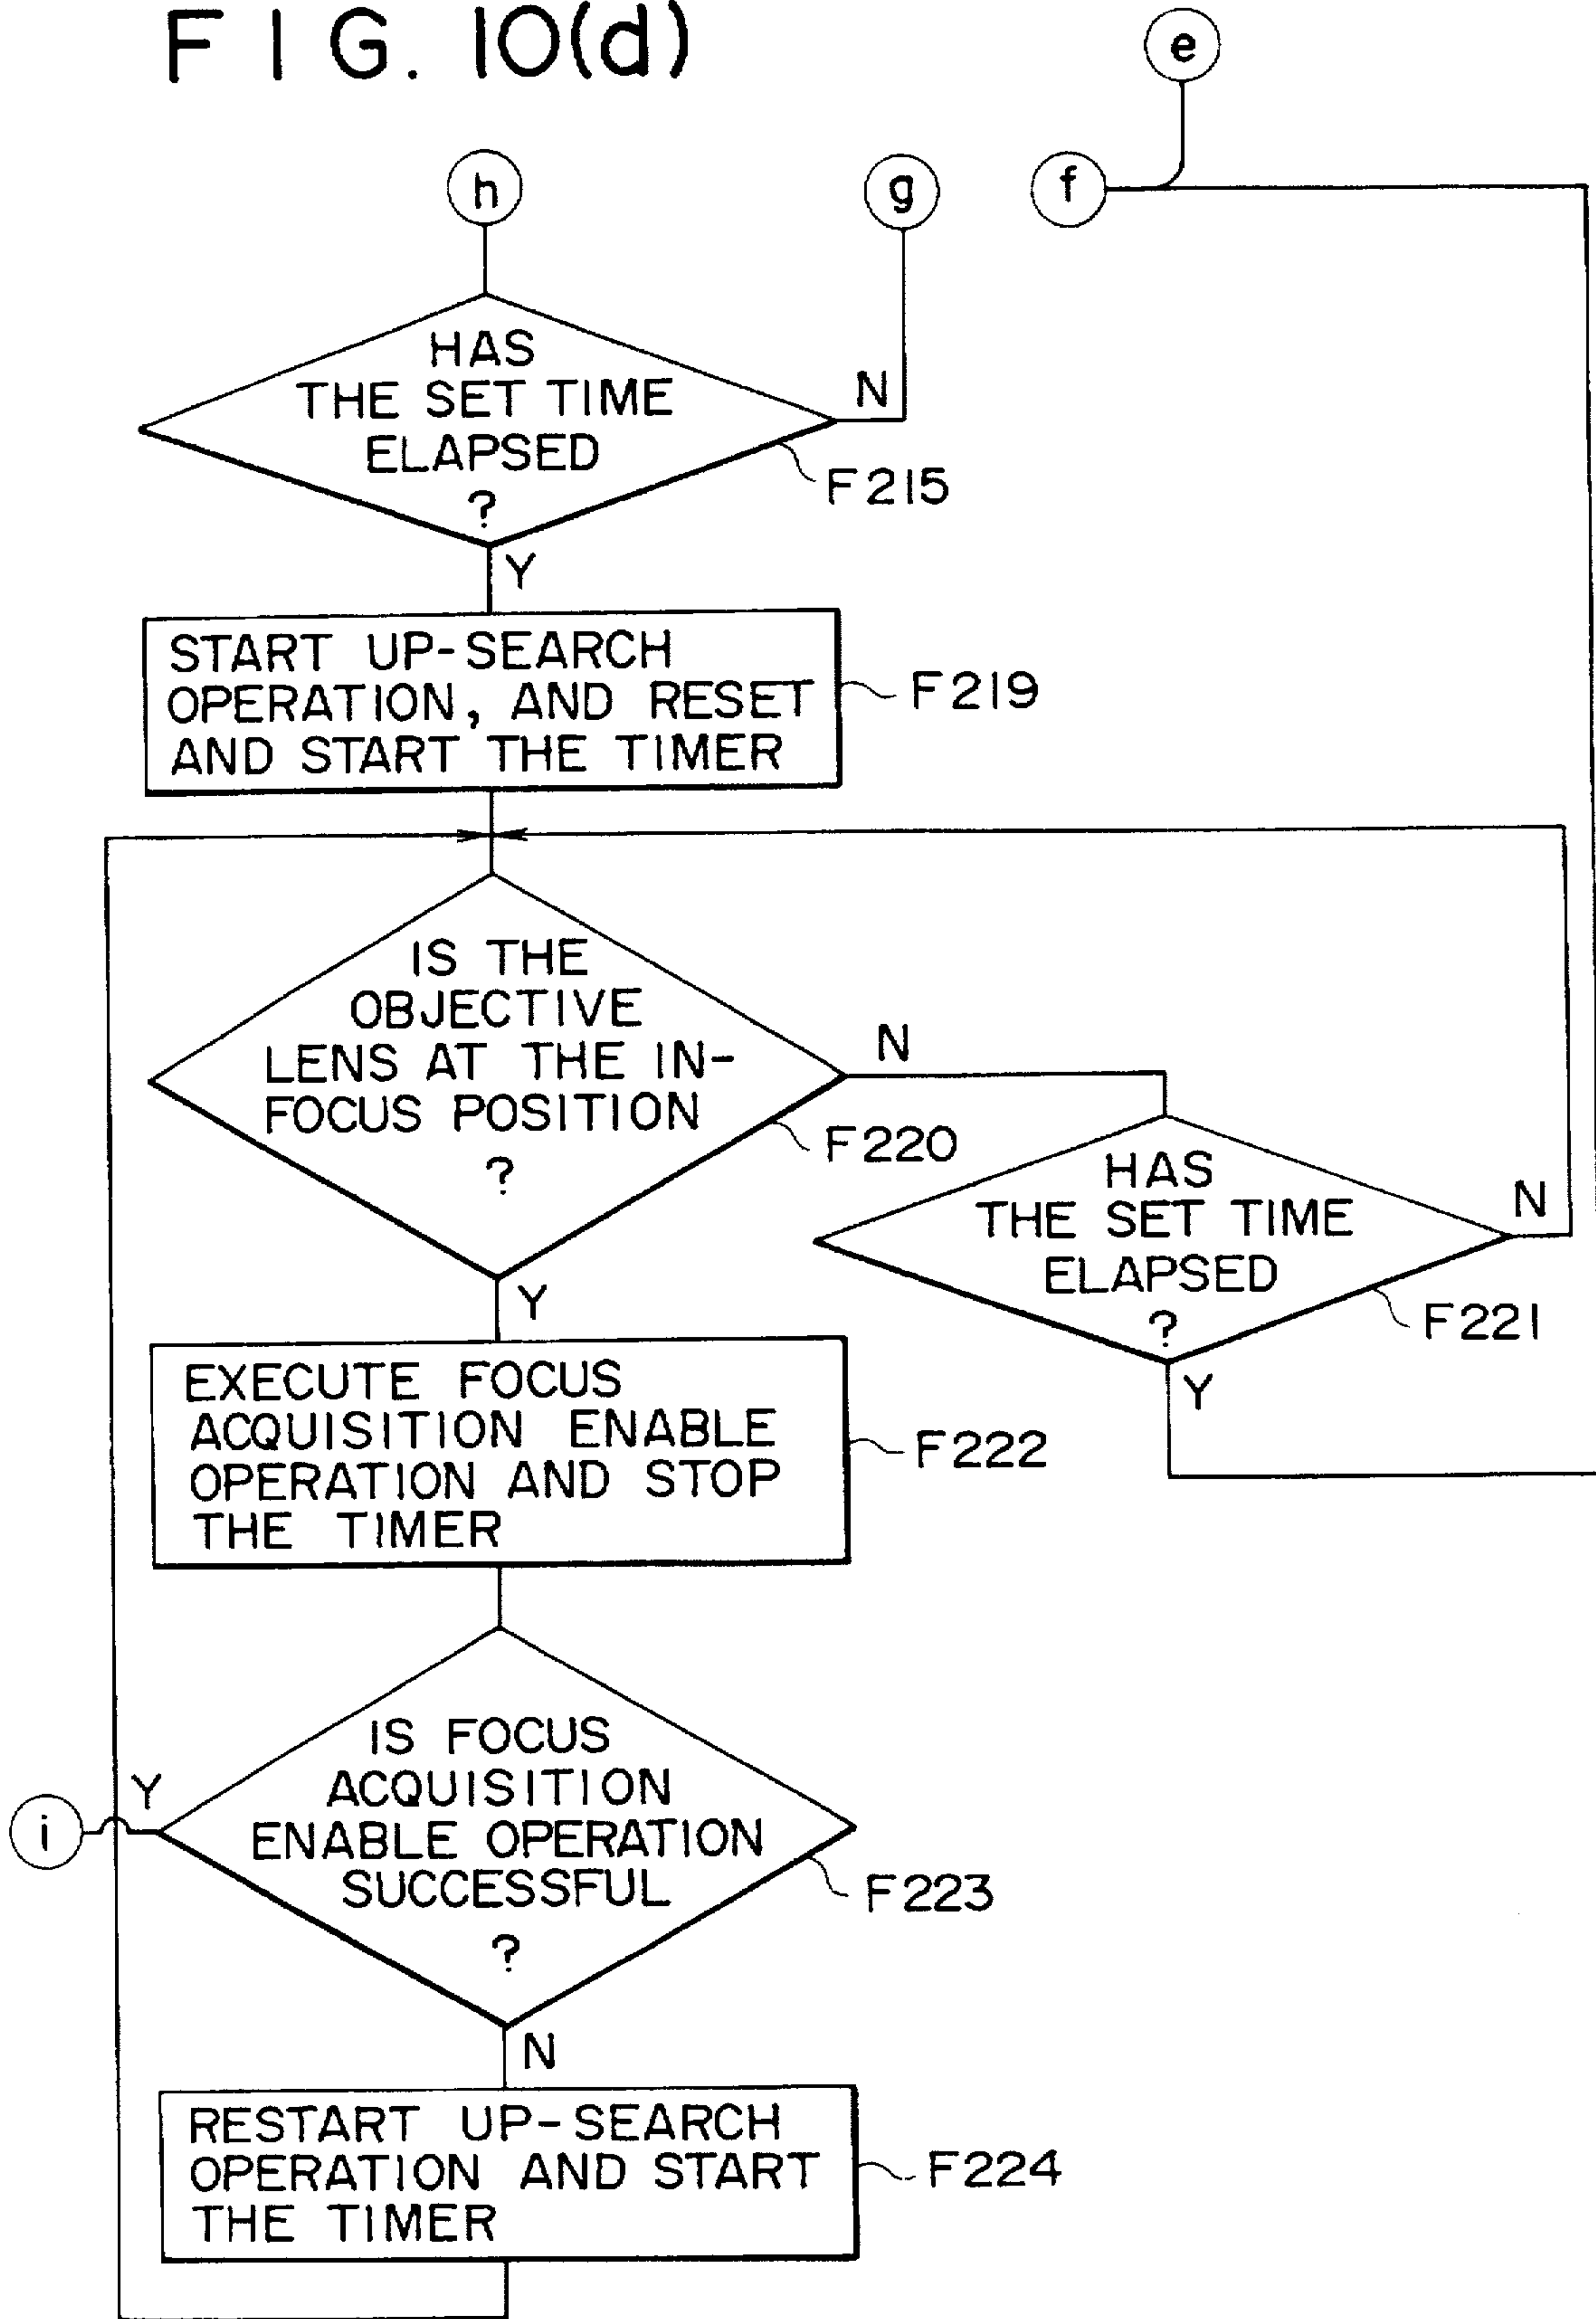 FIG. 10(d)
e
h
g
f
HAS
THE SET TIME
ELAPSED
?
N
F215
Y
START UP-SEARCH
OPERATION, AND RESET
AND START THE TIMER
F219
IS THE
OBJECTIVE
LENS AT THE IN-
FOCUS POSITION
?
N
F220
HAS
THE SET TIME
ELAPSED
?
N
F221
Y
Y
EXECUTE FOCUS
ACQUISITION ENABLE
OPERATION AND STOP
THE TIMER
F222
IS FOCUS
ACQUISITION
ENABLE OPERATION
SUCCESSFUL
?
Y
i
F223
N
RESTART UP-SEARCH
OPERATION AND START
THE TIMER
F224